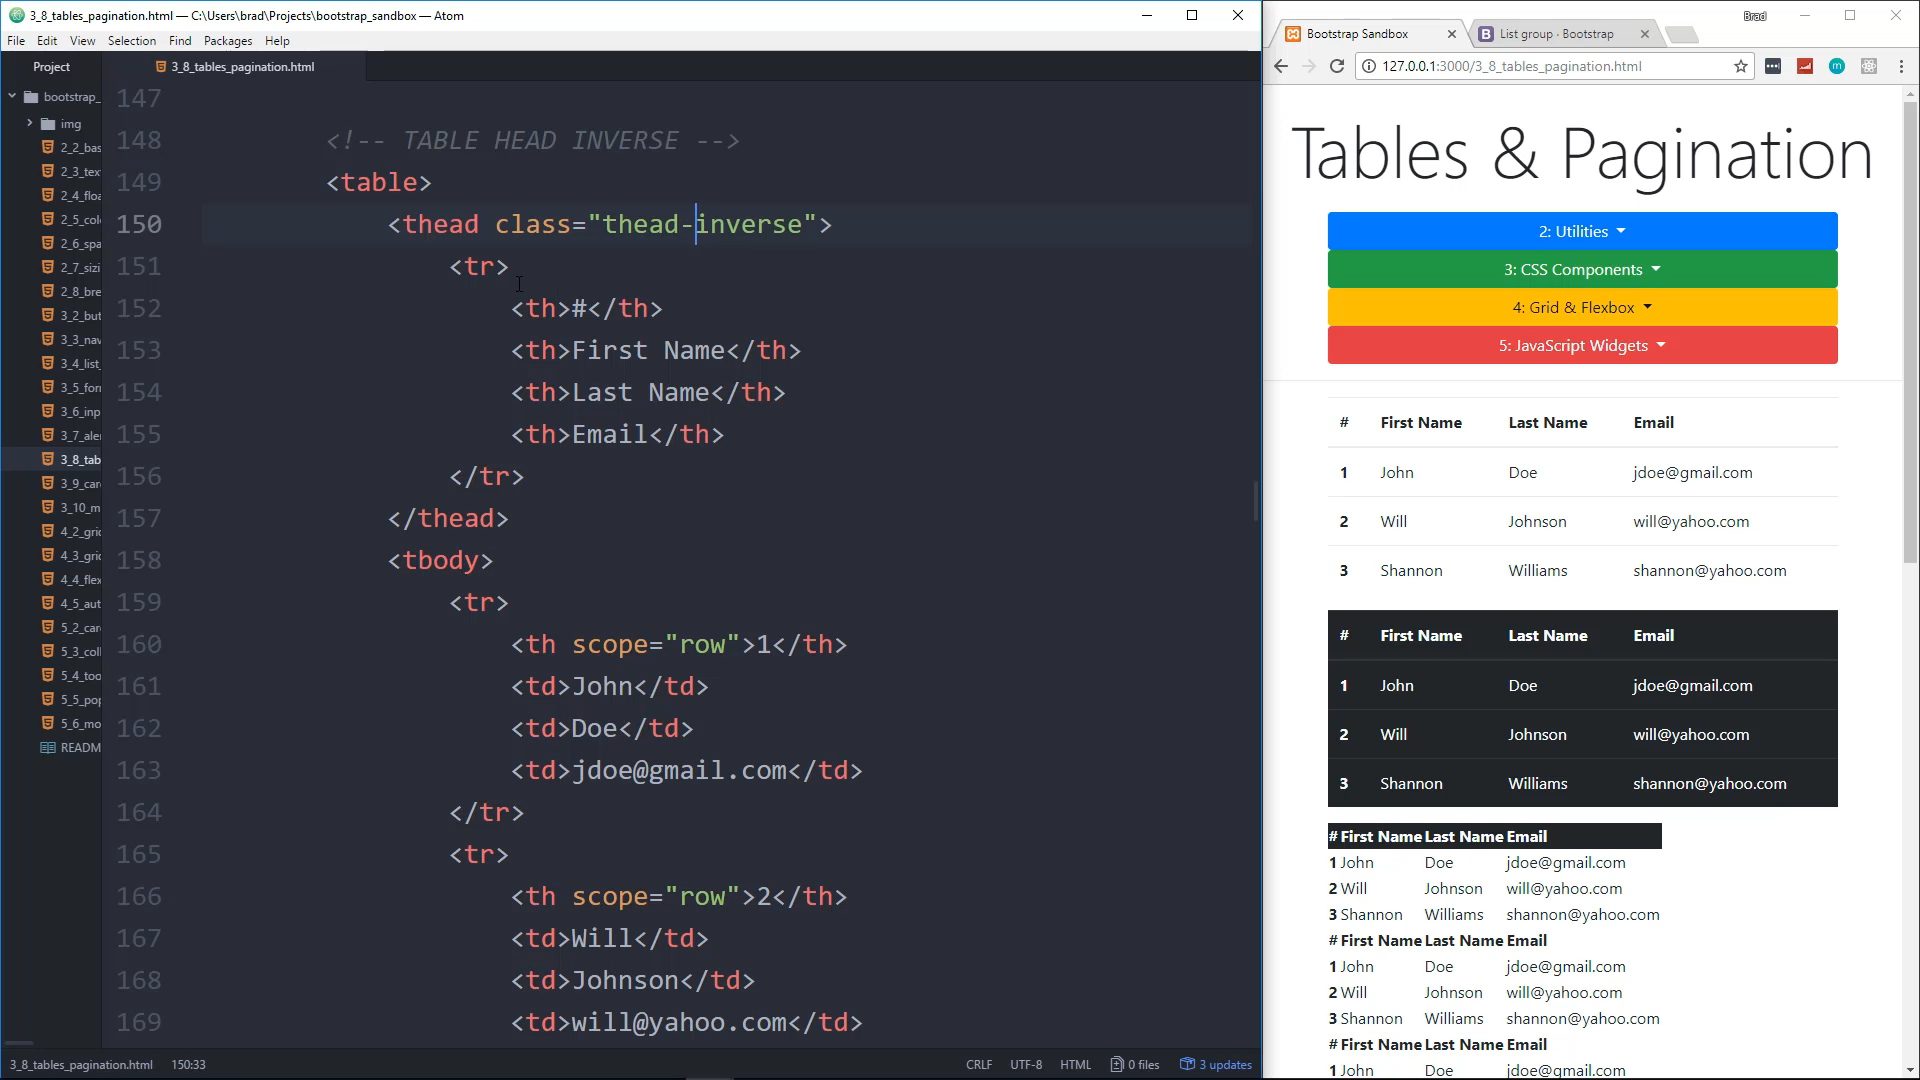 3_8_tables_pagination.html — C:\Users\brad\Projects\bootstrap_sandbox — Atom
File Edit View Selection Find Packages Help
Project
3_8_tables_pagination.html
bootstrap_
img
2_2_bas
2_3_tex
2_4_floa
2_5_colo
2_6_spa
2_7_sizi
2_8_bre
3_2_but
3_3_nav
3_4_list_
3_5_forn
3_6_inp
3_7_aler
3_8_tab
3_9_care
3_10_m
4_2_grid
4_3_grid
4_4_flex
4_5_aut
5_2_care
5_3_coll
5_4_too
5_5_pop
5_6_mo
README
147
148 <!-- TABLE HEAD INVERSE -->
149 <table>
150 <thead class="thead-inverse">
151 <tr>
152 <th>#</th>
153 <th>First Name</th>
154 <th>Last Name</th>
155 <th>Email</th>
156 </tr>
157 </thead>
158 <tbody>
159 <tr>
160 <th scope="row">1</th>
161 <td>John</td>
162 <td>Doe</td>
163 <td>jdoe@gmail.com</td>
164 </tr>
165 <tr>
166 <th scope="row">2</th>
167 <td>Will</td>
168 <td>Johnson</td>
169 <td>will@yahoo.com</td>
3_8_tables_pagination.html 150:33 CRLF UTF-8 HTML 0 files 3 updates
Brad
Bootstrap Sandbox List group · Bootstrap
127.0.0.1:3000/3_8_tables_pagination.html
Tables & Pagination
2: Utilities
3: CSS Components
4: Grid & Flexbox
5: JavaScript Widgets
# First Name Last Name Email
1 John Doe jdoe@gmail.com
2 Will Johnson will@yahoo.com
3 Shannon Williams shannon@yahoo.com
# First Name Last Name Email
1 John Doe jdoe@gmail.com
2 Will Johnson will@yahoo.com
3 Shannon Williams shannon@yahoo.com
# First Name Last Name Email
1 John Doe jdoe@gmail.com
2 Will Johnson will@yahoo.com
3 Shannon Williams shannon@yahoo.com
# First Name Last Name Email
1 John Doe jdoe@gmail.com
2 Will Johnson will@yahoo.com
3 Shannon Williams shannon@yahoo.com
# First Name Last Name Email
1 John Doe jdoe@gmail.com